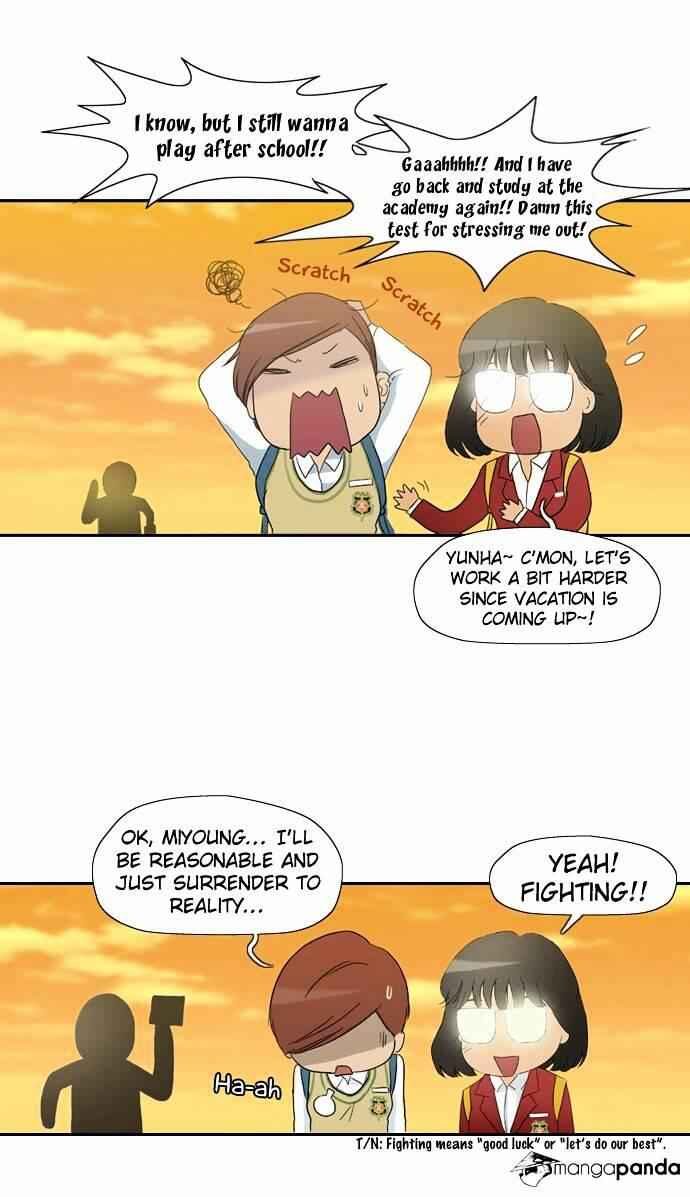 I know, but I still wanna
play after school!!
Gaaahhhh!! And I have
go back and study at the
academy again!! Damn this
test for stressing me out!
Scratch
Scratch
YUNHA~ C'MON, LET'S
WORK A BIT HARDER
SINCE VACATION IS
COMING UP~!
OK, MIYOUNG... I'LL
BE REASONABLE AND
JUST SURRENDER TO
REALITY...
YEAH!
FIGHTING!!
Ha-ah
T/N: Fighting means "good luck" or "let's do our best".
mangapanda